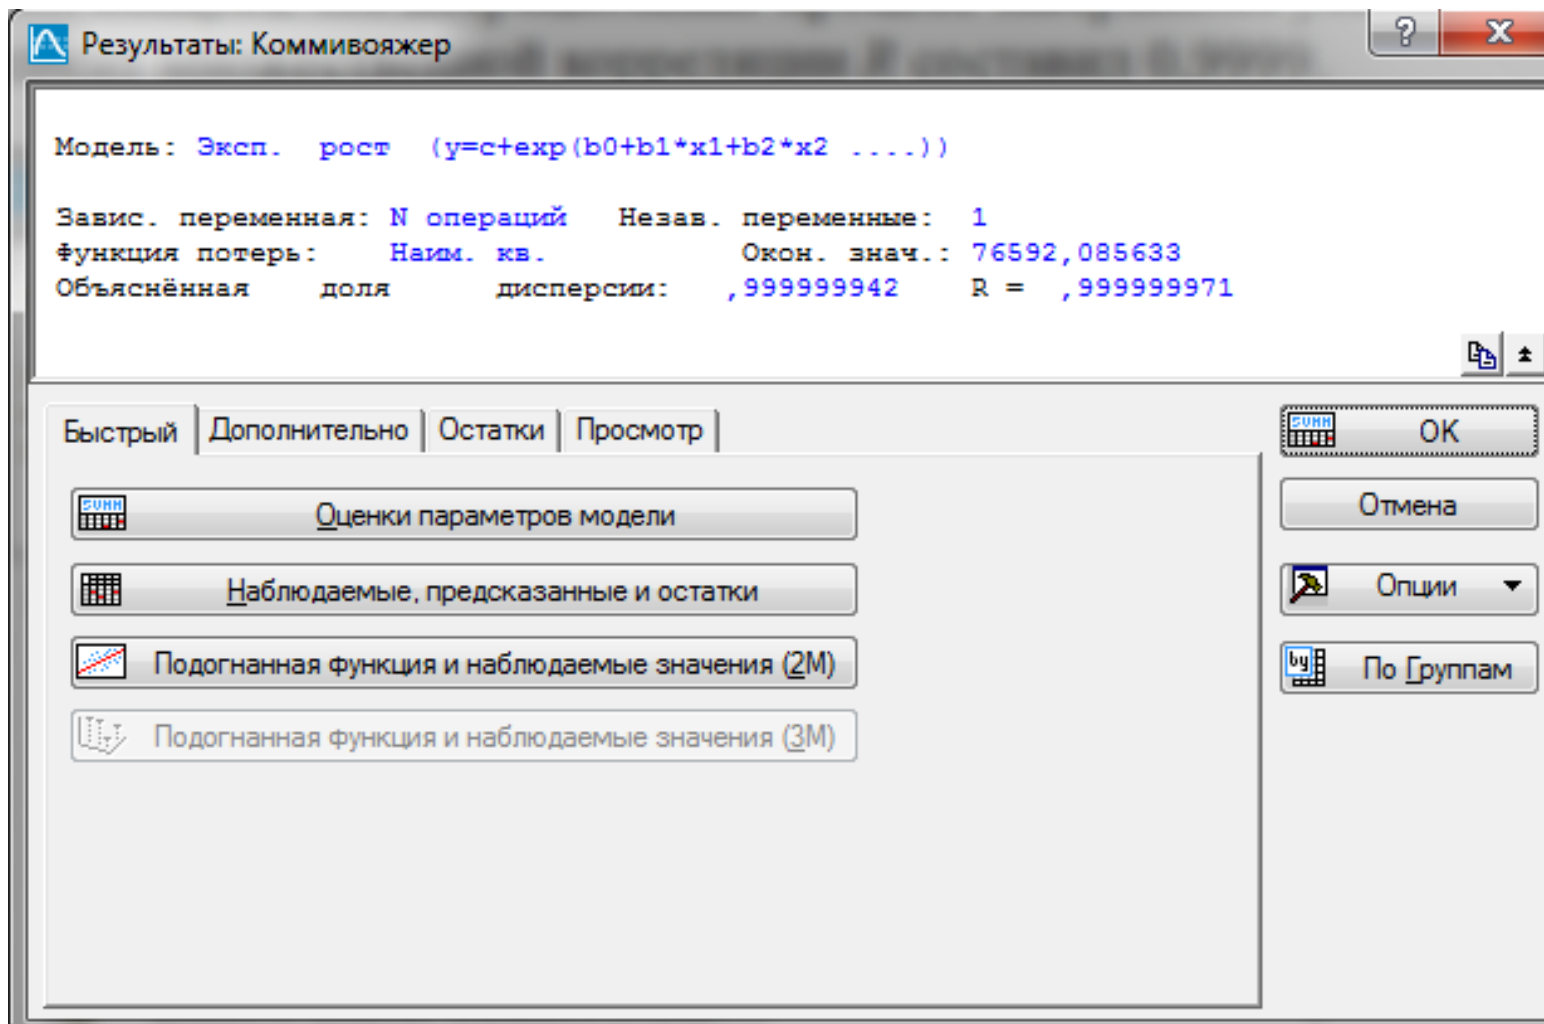 Результаты: Коммивояжер
Модель: Эксп. рост (y=c+exp(b0+b1*x1+b2*x2 ....))
Завис. переменная: N операций Незав. переменные: 1
Функция потерь: Наим. кв. Окон. знач.: 76592,085633
Объяснённая доля дисперсии: ,999999942 R = ,999999971
Быстрый Дополнительно Остатки Просмотр
Оценки параметров модели
Наблюдаемые, предсказанные и остатки
Подогнанная функция и наблюдаемые значения (2М)
Подогнанная функция и наблюдаемые значения (3М)
ОК
Отмена
Опции
По Группам